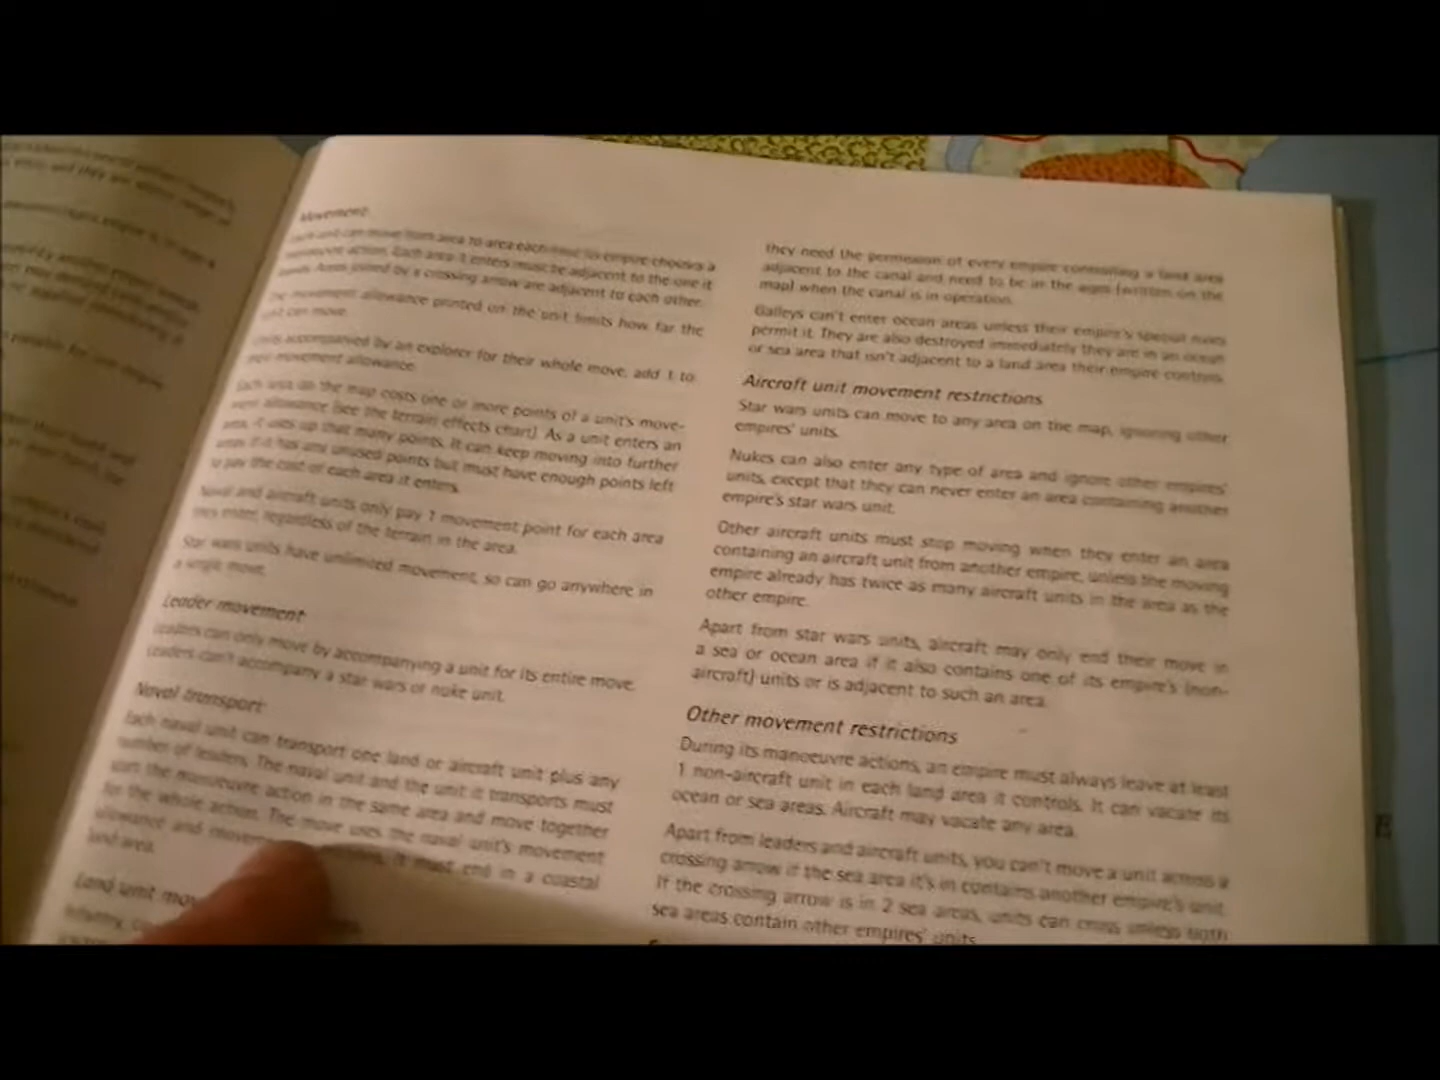 Movement:
each unit can move from area to area each time its empire chooses a
manoeuvre action. Each area it enters must be adjacent to the one it
leaves. Areas joined by a crossing arrow are adjacent to each other.
The movement allowance printed on the unit limits how far the
unit can move.
Units accompanied by an explorer for their whole move, add 1 to
their movement allowance.
Each area on the map costs one or more points of a unit's move-
ment allowance (see the terrain effects chart). As a unit enters an
area, it uses up that many points. It can keep moving into further
areas if it has any unused points but must have enough points left
to pay the cost of each area it enters.
Naval and aircraft units only pay 1 movement point for each area
they enter, regardless of the terrain in the area.
Star wars units have unlimited movement, so can go anywhere in
a single move.
Leader movement:
Leaders can only move by accompanying a unit for its entire move.
Leaders can't accompany a star wars or nuke unit.
Naval transport:
Each naval unit can transport one land or aircraft unit plus any
number of leaders. The naval unit and the unit it transports must
start the manoeuvre action in the same area and move together
for the whole action. The move uses the naval unit's movement
allowance and it must end in a coastal
land area.
Land unit
Infantry,
they need the permission of every empire controlling a land area
adjacent to the canal and need to be in the ages (written on the
map) when the canal is in operation.
Galleys can't enter ocean areas unless their empire's special rules
permit it. They are also destroyed immediately they are in an ocean
or sea area that isn't adjacent to a land area their empire controls.
Aircraft unit movement restrictions
Star wars units can move to any area on the map, ignoring other
empires' units.
Nukes can also enter any type of area and ignore other empires'
units, except that they can never enter an area containing another
empire's star wars unit.
Other aircraft units must stop moving when they enter an area
containing an aircraft unit from another empire, unless the moving
empire already has twice as many aircraft units in the area as the
other empire.
Apart from star wars units, aircraft may only end their move in
a sea or ocean area if it also contains one of its empire's (non-
aircraft) units or is adjacent to such an area.
Other movement restrictions
During its manoeuvre actions, an empire must always leave at least
1 non-aircraft unit in each land area it controls. It can vacate its
ocean or sea areas. Aircraft may vacate any area.
Apart from leaders and aircraft units, you can't move a unit across a
crossing arrow if the sea area it's in contains another empire's unit.
If the crossing arrow is in 2 sea areas, units can cross unless both
sea areas contain other empires' units.